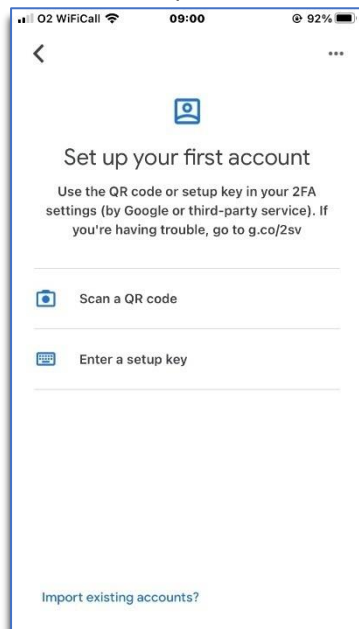 O2 WiFiCall 09:00 92%
Set up your first account
Use the QR code or setup key in your 2FA
settings (by Google or third-party service). If
you're having trouble, go to g.co/2sv
Scan a QR code
Enter a setup key
Import existing accounts?